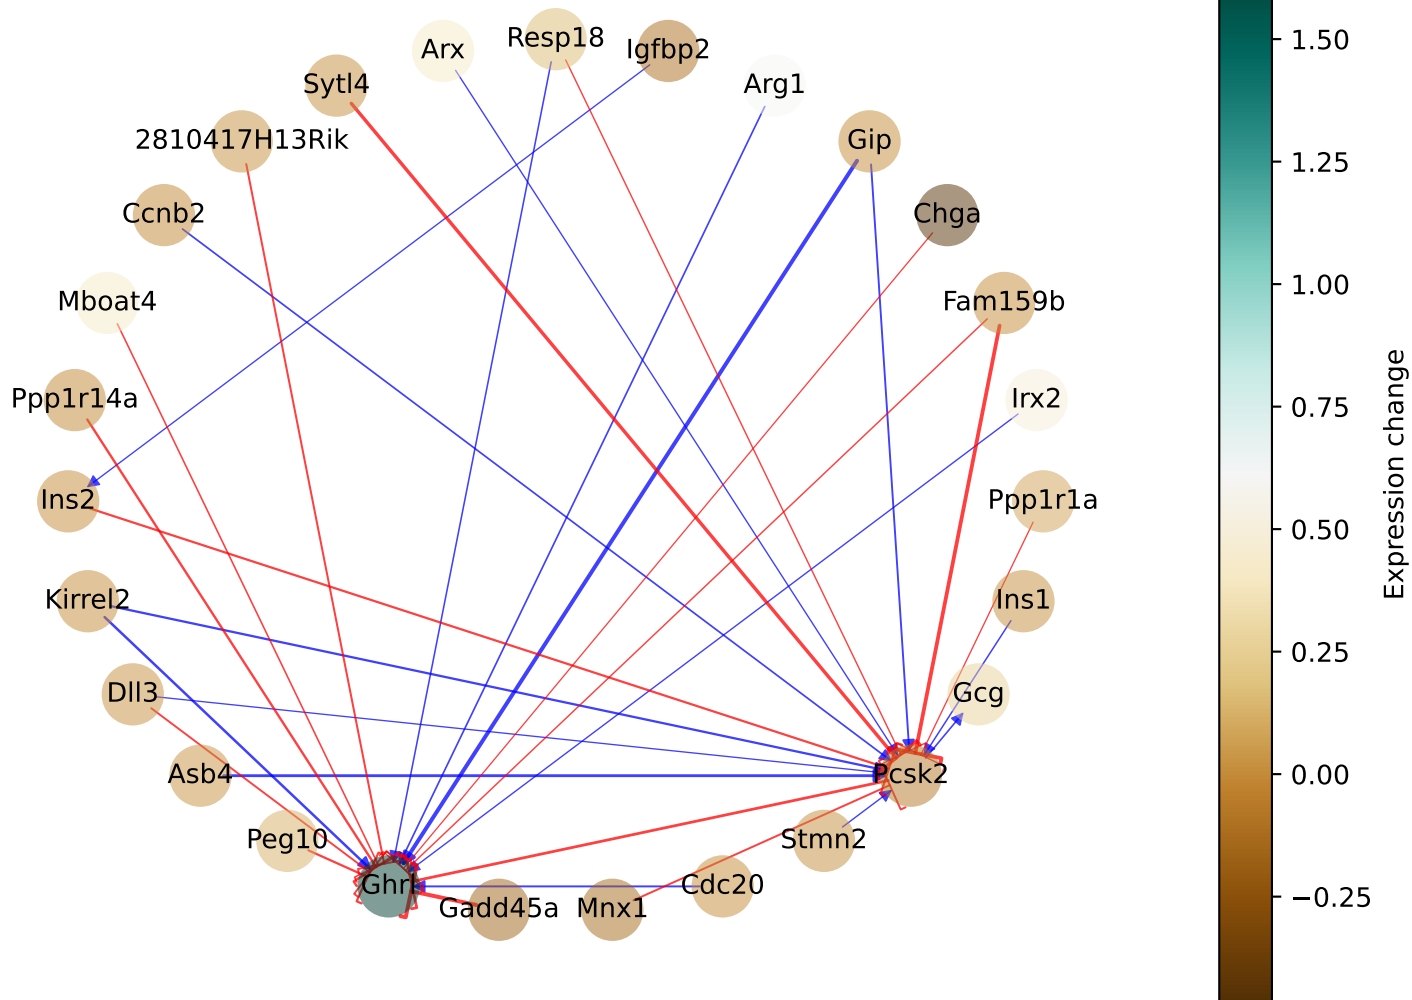 Resp18
Arx
Igfbp2
Sytl4
Arg1
2810417H13Rik
Gip
Ccnb2
Chga
Mboat4
Fam159b
Ppp1r14a
Irx2
Ins2
Ppp1r1a
Kirrel2
Ins1
Dll3
Gcg
Asb4
Pcsk2
Peg10
Stmn2
Ghrl
Cdc20
Gadd45a
Mnx1
1.50
1.25
1.00
0.75
0.50
0.25
0.00
−0.25
Expression change